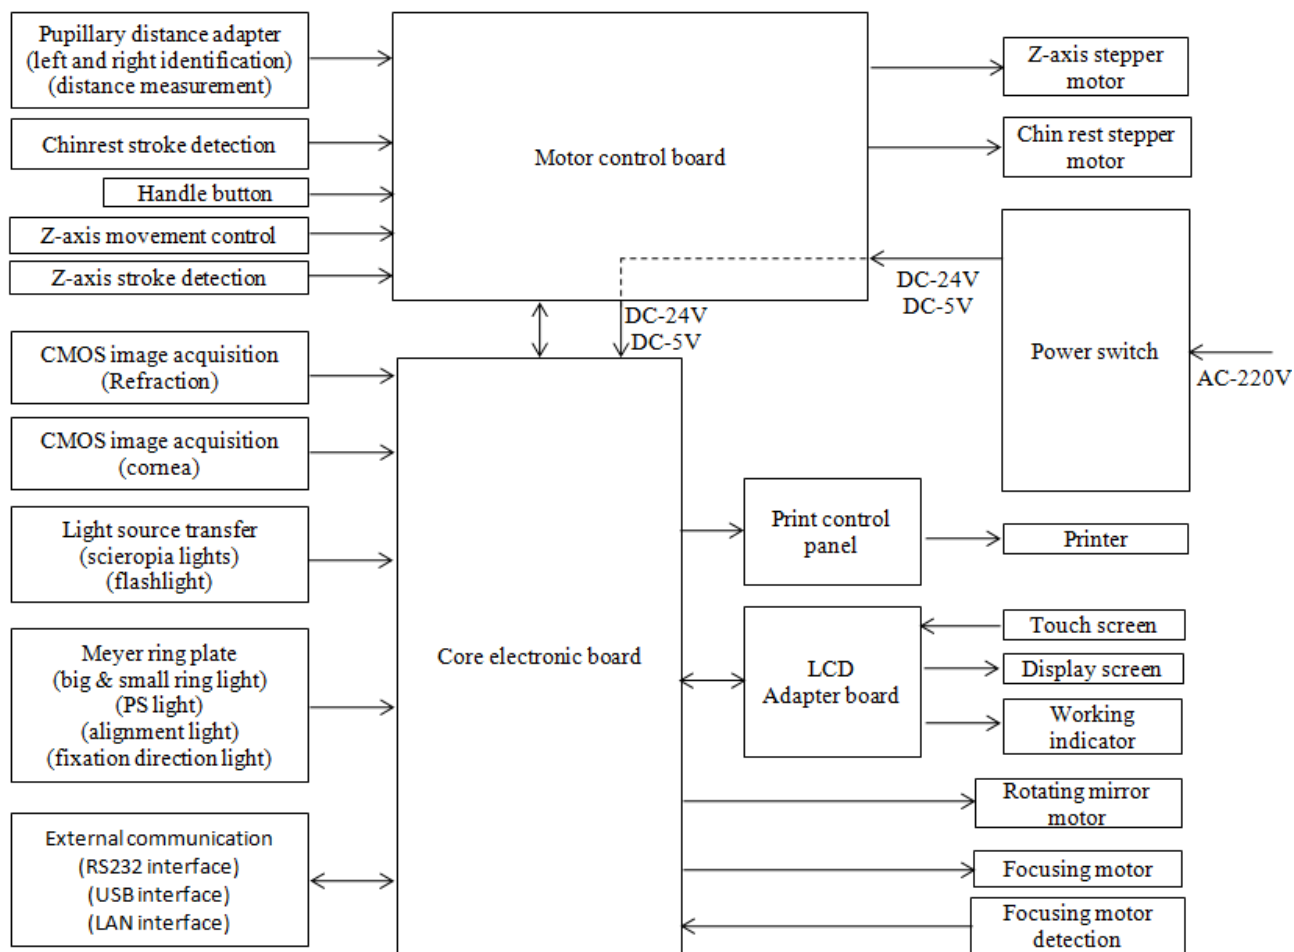 Pupillary distance adapter
(left and right identification)
(distance measurement)
Chinrest stroke detection
Handle button
Z-axis movement control
Z-axis stroke detection
Motor control board
Z-axis stepper
motor
Chin rest stepper
motor
DC-24V
DC-5V
DC-24V
DC-5V
Power switch
AC-220V
CMOS image acquisition
(Refraction)
CMOS image acquisition
(cornea)
Light source transfer
(scieropia lights)
(flashlight)
Meyer ring plate
(big & small ring light)
(PS light)
(alignment light)
(fixation direction light)
External communication
(RS232 interface)
(USB interface)
(LAN interface)
Core electronic board
Print control
panel
Printer
LCD
Adapter board
Touch screen
Display screen
Working
indicator
Rotating mirror
motor
Focusing motor
Focusing motor
detection